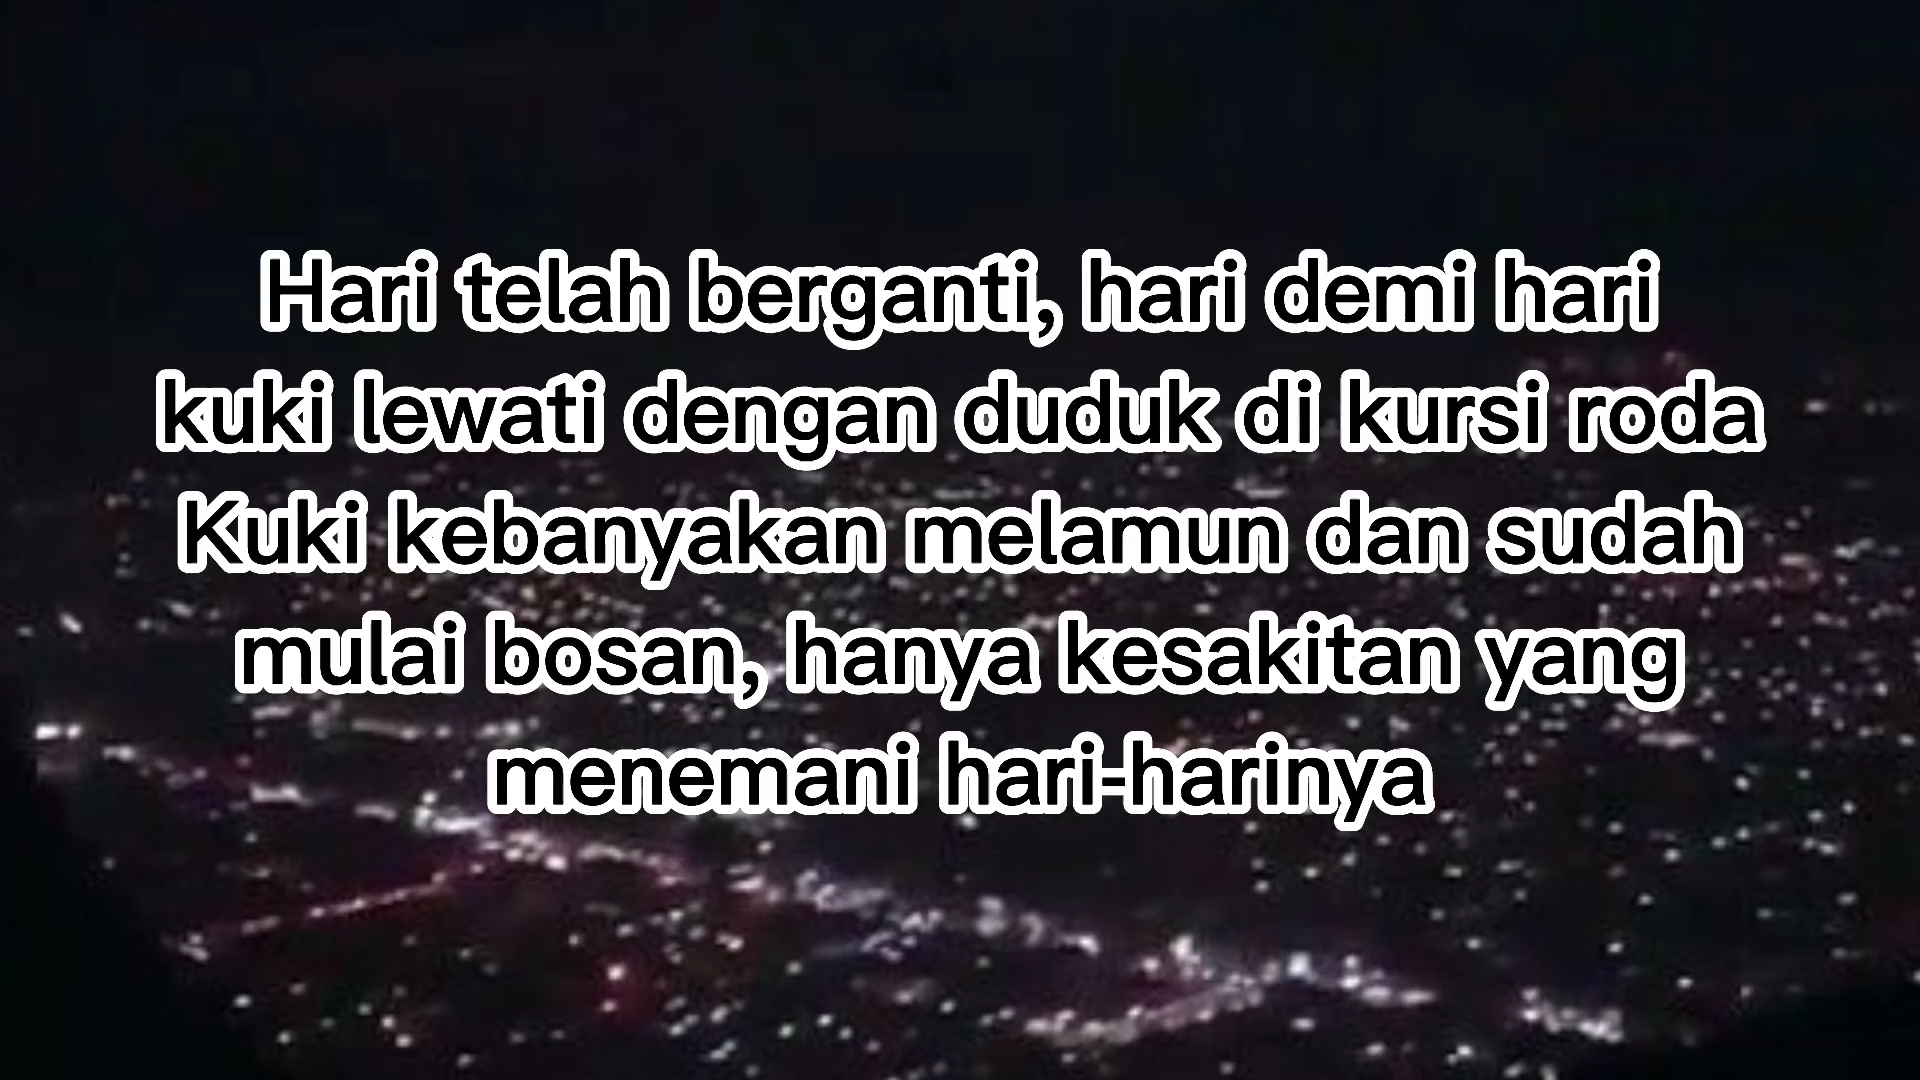 Hari telah berganti, hari demi hari
kuki lewati dengan duduk di kursi roda
Kuki kebanyakan melamun dan sudah
mulai bosan, hanya kesakitan yang
menemani hari-harinya